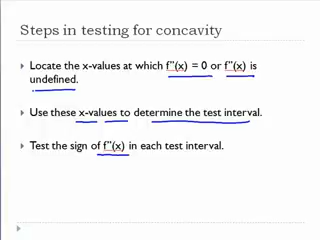 Steps in testing for concavity
Locate the x-values at which f"(x) = 0 or f"(x) is
undefined.
Use these x-values to determine the test interval.
Test the sign of f"(x) in each test interval.